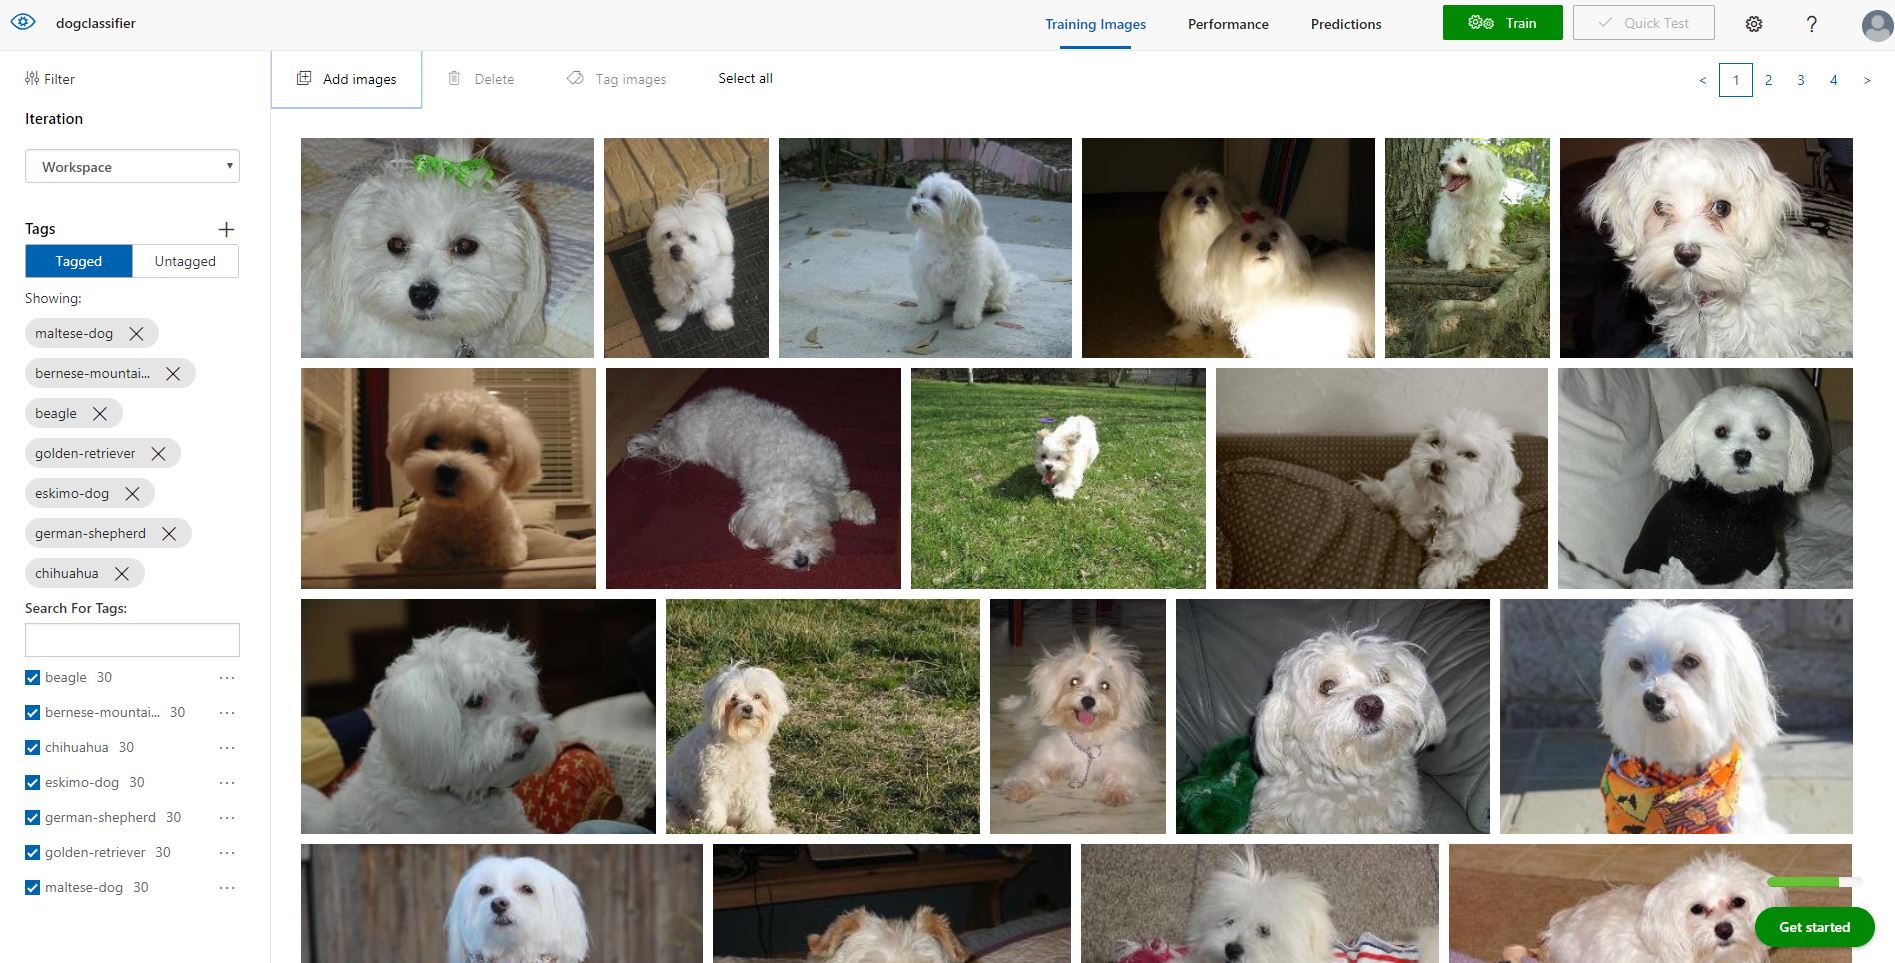 dogclassifier
Training Images
Performance
Predictions
Train
Quick Test
?
Filter
Add images
Delete
Tag images
Select all
< 1 2 3 4 >
Iteration
Workspace
Tags
Tagged
Untagged
Showing:
maltese-dog
bernese-mountai...
beagle
golden-retriever
eskimo-dog
german-shepherd
chihuahua
Search For Tags:
beagle 30
bernese-mountai... 30
chihuahua 30
eskimo-dog 30
german-shepherd 30
golden-retriever 30
maltese-dog 30
Get started